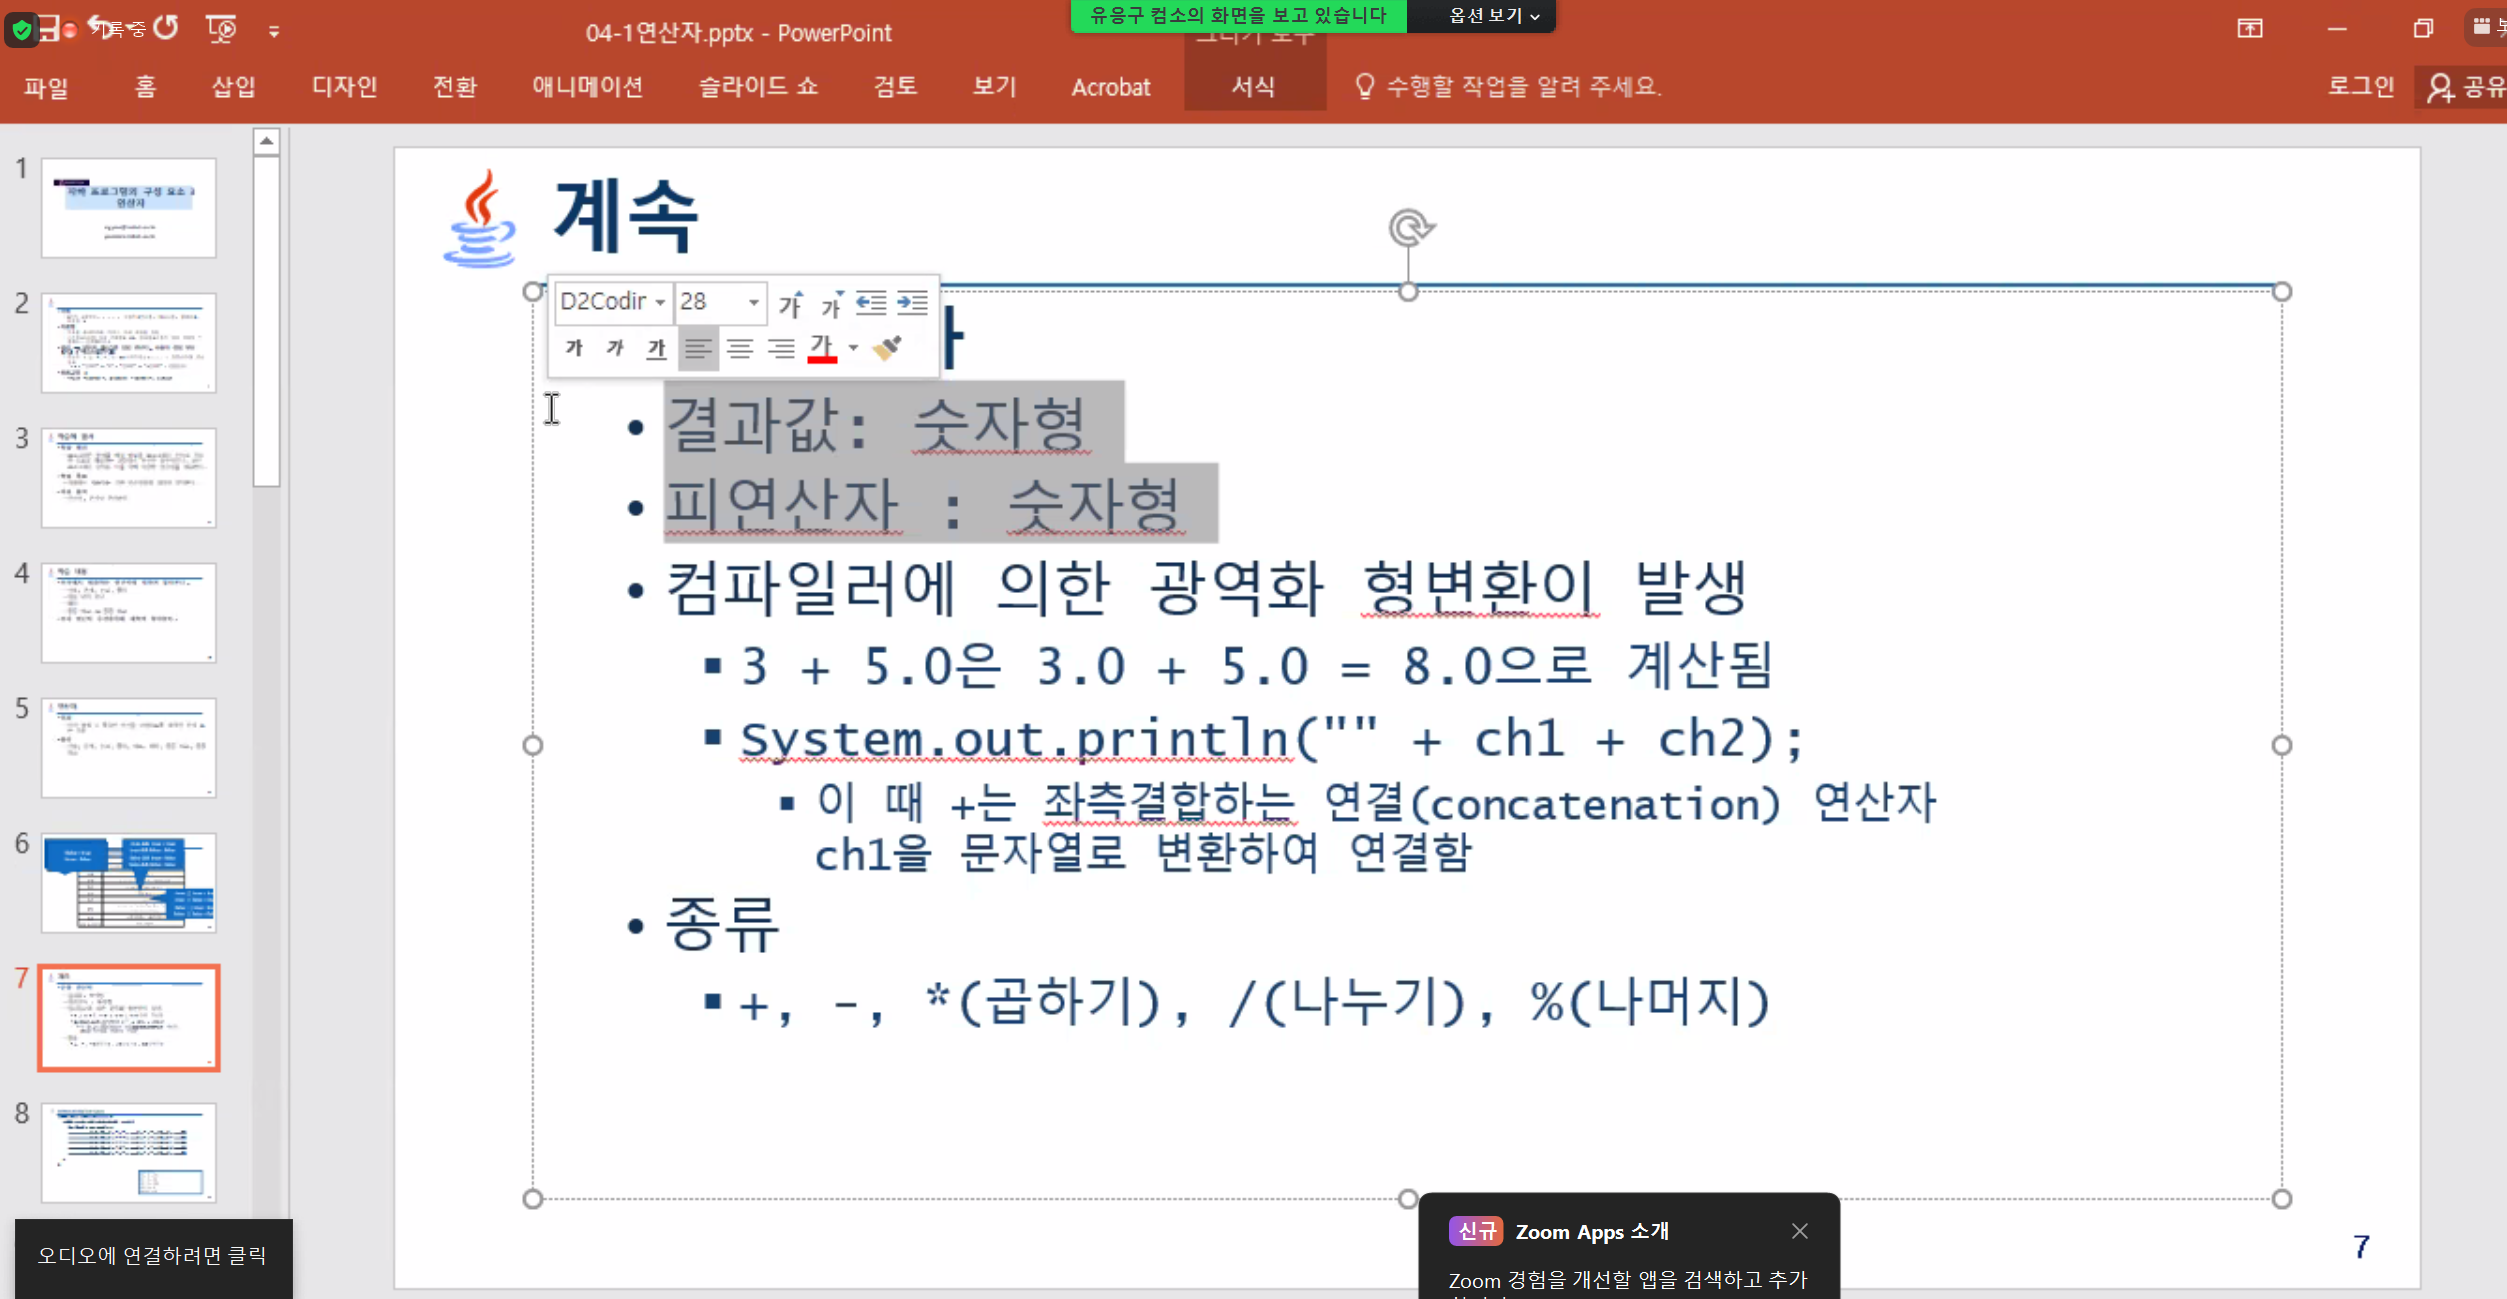 유응구 컴소의 화면을 보고 있습니다 옵션 보기
기록 중
04-1연산자.pptx - PowerPoint
파일 홈 삽입 디자인 전환 애니메이션 슬라이드 쇼 검토 보기 Acrobat 서식 수행할 작업을 알려 주세요. 로그인 공유
1
2
3
4
5
6
7
8
계속
D2Codir 28
가 가
가 가 가 가
• 결과값: 숫자형
• 피연산자 : 숫자형
• 컴파일러에 의한 광역화 형변환이 발생
▪ 3 + 5.0은 3.0 + 5.0 = 8.0으로 계산됨
▪ System.out.println("" + ch1 + ch2);
▪ 이 때 +는 좌측결합하는 연결(concatenation) 연산자
ch1을 문자열로 변환하여 연결함
• 종류
▪ +, -, *(곱하기), /(나누기), %(나머지)
7
오디오에 연결하려면 클릭
신규 Zoom Apps 소개
Zoom 경험을 개선할 앱을 검색하고 추가